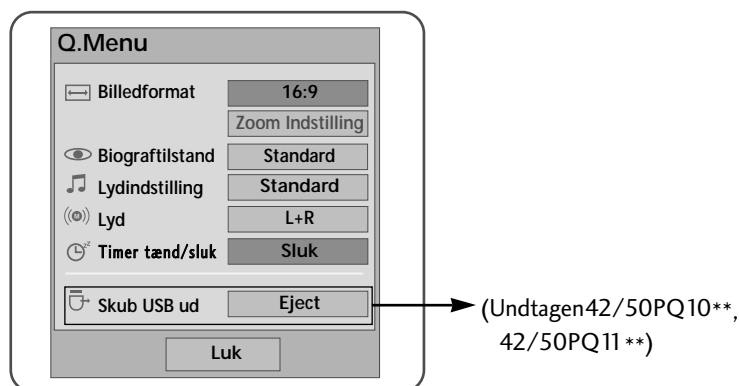 Q.Menu
Billedformat 16:9
Zoom Indstilling
Biograftilstand Standard
Lydindstilling Standard
Lyd L+R
Timer tænd/sluk Sluk
Skub USB ud Eject
(Undtagen42/50PQ10**,
42/50PQ11**)
Luk